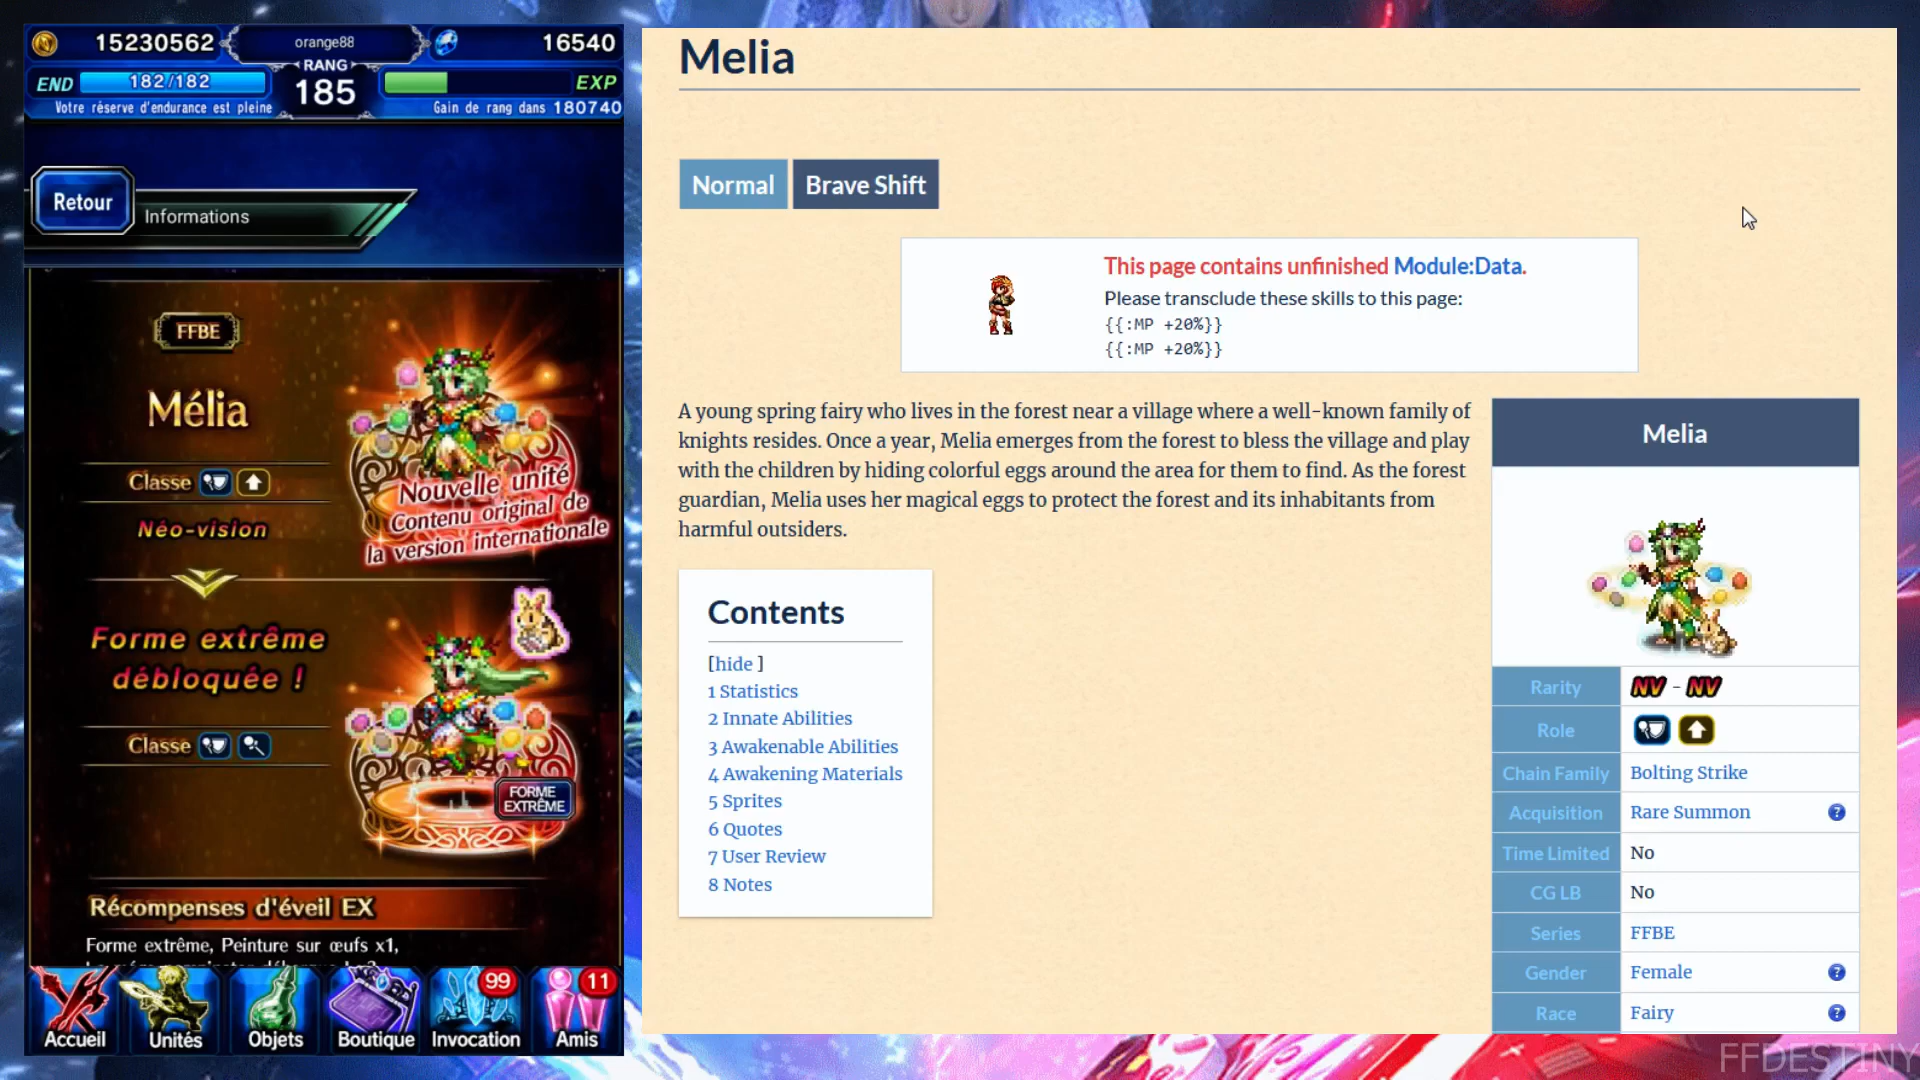 15230562
orange88
16540
RANG
END 182/182
185
EXP
Votre réserve d'endurance est pleine
Gain de rang dans 180740
Retour
Informations
FFBE
Mélia
Classe
Néo-vision
Nouvelle unité
Contenu original de
la version internationale
Forme extrême
débloquée !
Classe
FORME
EXTRÊME
Récompenses d'éveil EX
Forme extrême, Peinture sur œufs x1,
99
11
Accueil
Unités
Objets
Boutique
Invocation
Amis
Melia
Normal
Brave Shift
This page contains unfinished Module:Data.
Please transclude these skills to this page:
{{:MP +20%}}
{{:MP +20%}}
A young spring fairy who lives in the forest near a village where a well-known family of
knights resides. Once a year, Melia emerges from the forest to bless the village and play
with the children by hiding colorful eggs around the area for them to find. As the forest
guardian, Melia uses her magical eggs to protect the forest and its inhabitants from
harmful outsiders.
Contents
[hide ]
1 Statistics
2 Innate Abilities
3 Awakenable Abilities
4 Awakening Materials
5 Sprites
6 Quotes
7 User Review
8 Notes
Melia
Rarity NV - NV
Role
Chain Family Bolting Strike
Acquisition Rare Summon ?
Time Limited No
CG LB No
Series FFBE
Gender Female ?
Race Fairy ?
FFDESTINY